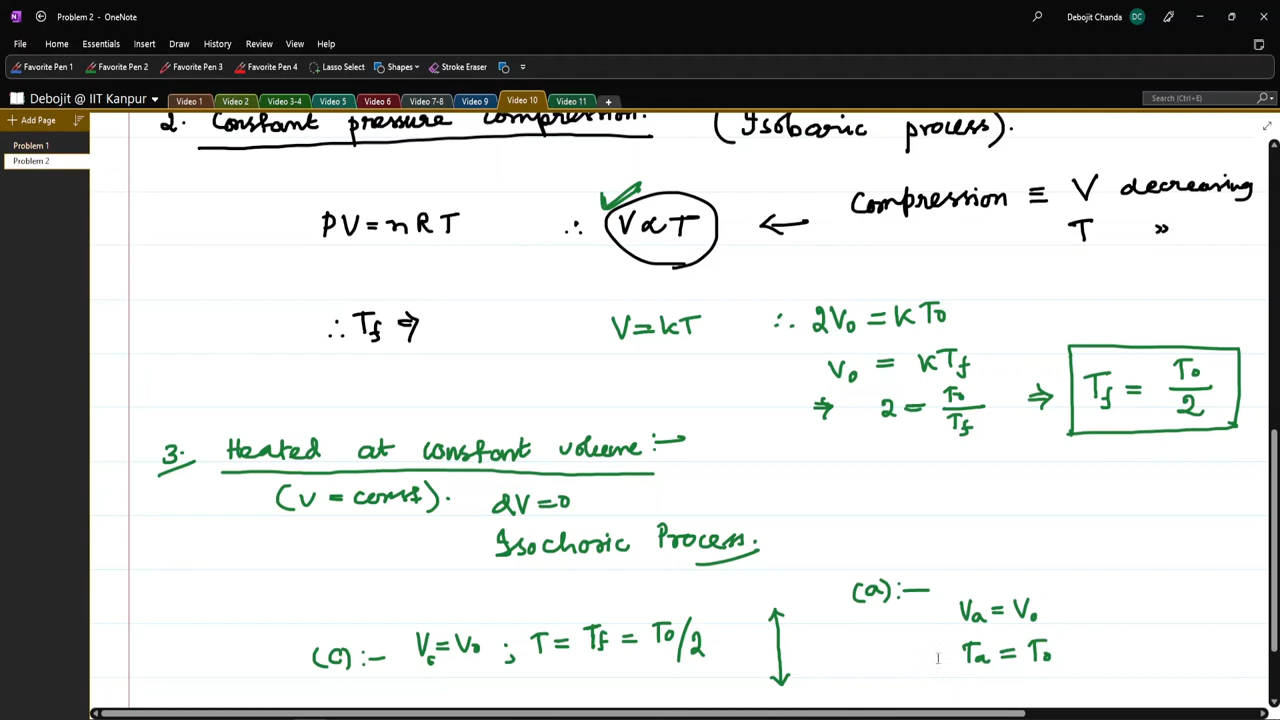 Problem 2 - OneNote
Debojit Chanda DC
File Home Essentials Insert Draw History Review View Help
Favorite Pen 1 Favorite Pen 2 Favorite Pen 3 Favorite Pen 4 Lasso Select Shapes Stroke Eraser
Debojit @ IIT Kanpur Video 1 Video 2 Video 3-4 Video 5 Video 6 Video 7-8 Video 9 Video 10 Video 11 + Search (Ctrl+E)
+ Add Page
Problem 1
Problem 2
2. Constant pressure compression. (Isobaric process).
Compression ≡ V decreasing
PV = nRT ∴ V∝T ← T "
∴ Tf ⇒ V = kT ∴ 2V₀ = kT₀
V₀ = kTf
⇒ 2 = T₀/Tf ⇒ Tf = T₀/2
3. Heated at constant volume :→
(V = const). dV = 0
Isochoric Process.
(a) :—
Va = V₀
(c) :— Vc = V₀ ; T = Tf = T₀/2
Ta = T₀